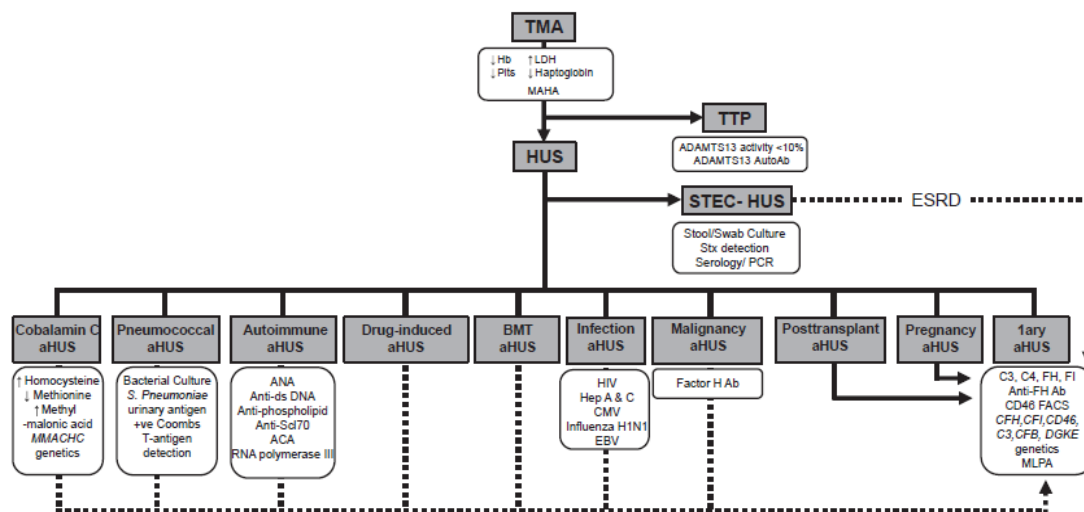 TMA
↓Hb ↑LDH
↓Plts ↓Haptoglobin
MAHA
TTP
ADAMTS13 activity <10%
ADAMTS13 AutoAb
HUS
STEC- HUS
ESRD
Stool/Swab Culture
Stx detection
Serology/ PCR
Cobalamin C
aHUS
Pneumococcal
aHUS
Autoimmune
aHUS
Drug-induced
aHUS
BMT
aHUS
Infection
aHUS
Malignancy
aHUS
Posttransplant
aHUS
Pregnancy
aHUS
1ary
aHUS
↑ Homocysteine
↓ Methionine
↑ Methyl
-malonic acid
MMACHC
genetics
Bacterial Culture
S. Pneumoniae
urinary antigen
+ve Coombs
T-antigen
detection
ANA
Anti-ds DNA
Anti-phospholipid
Anti-Scl70
ACA
RNA polymerase III
HIV
Hep A & C
CMV
Influenza H1N1
EBV
Factor H Ab
C3, C4, FH, FI
Anti-FH Ab
CD46 FACS
CFH,CFI,CD46,
C3,CFB, DGKE
genetics
MLPA